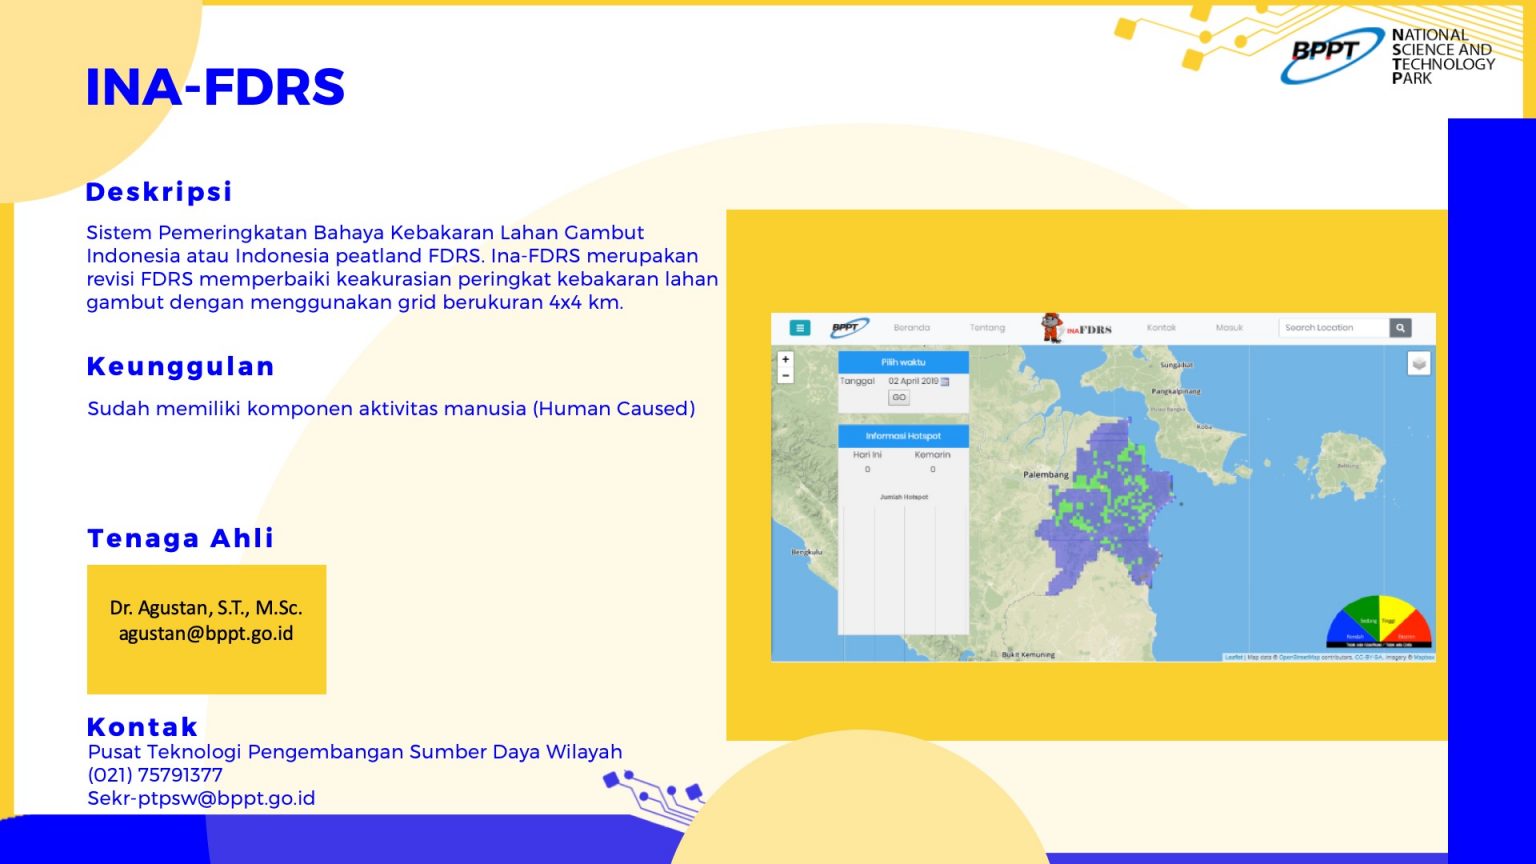 INA-FDRS
BPPT
NATIONAL
SCIENCE AND
TECHNOLOGY
PARK
Deskripsi
Sistem Pemeringkatan Bahaya Kebakaran Lahan Gambut
Indonesia atau Indonesia peatland FDRS. Ina-FDRS merupakan
revisi FDRS memperbaiki keakurasian peringkat kebakaran lahan
gambut dengan menggunakan grid berukuran 4x4 km.
Keunggulan
Sudah memiliki komponen aktivitas manusia (Human Caused)
Tenaga Ahli
Dr. Agustan, S.T., M.Sc.
agustan@bppt.go.id
Kontak
Pusat Teknologi Pengembangan Sumber Daya Wilayah
(021) 75791377
Sekr-ptpsw@bppt.go.id
BPPT Beranda Tentang INAFDRS Kontak Masuk Search Location
+
-
Pilih waktu
Tanggal 02 April 2019
GO
Informasi Hotspot
Hari Ini Kemarin
0 0
Jumlah Hotspot
Sungailiat
Pangkalpinang
Pulau Bangka
Koba
Belitung
Palembang
Bengkulu
Bukit Kemuning
Sedang Tinggi
Rendah Ekstrim
Leaflet | Map data © OpenStreetMap contributors, CC-BY-SA, Imagery © Mapbox